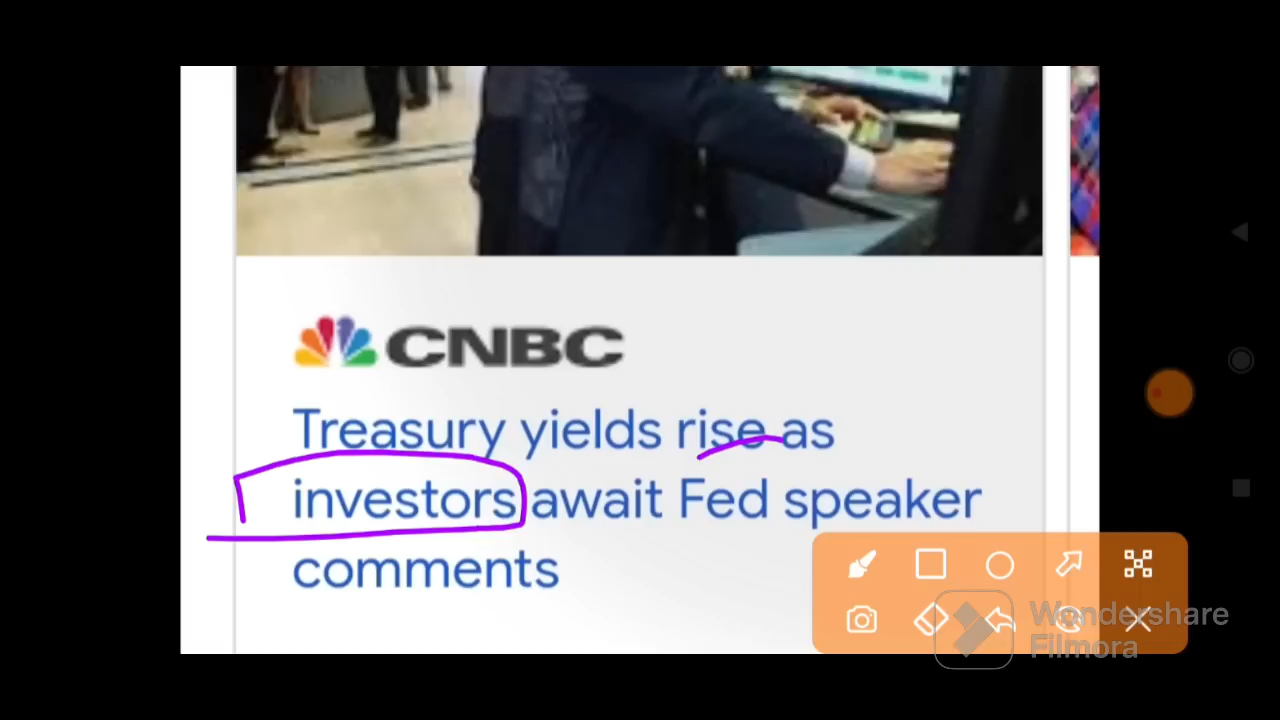 CNBC
Treasury yields rise as
investors await Fed speaker
comments
Wondershare
Filmora